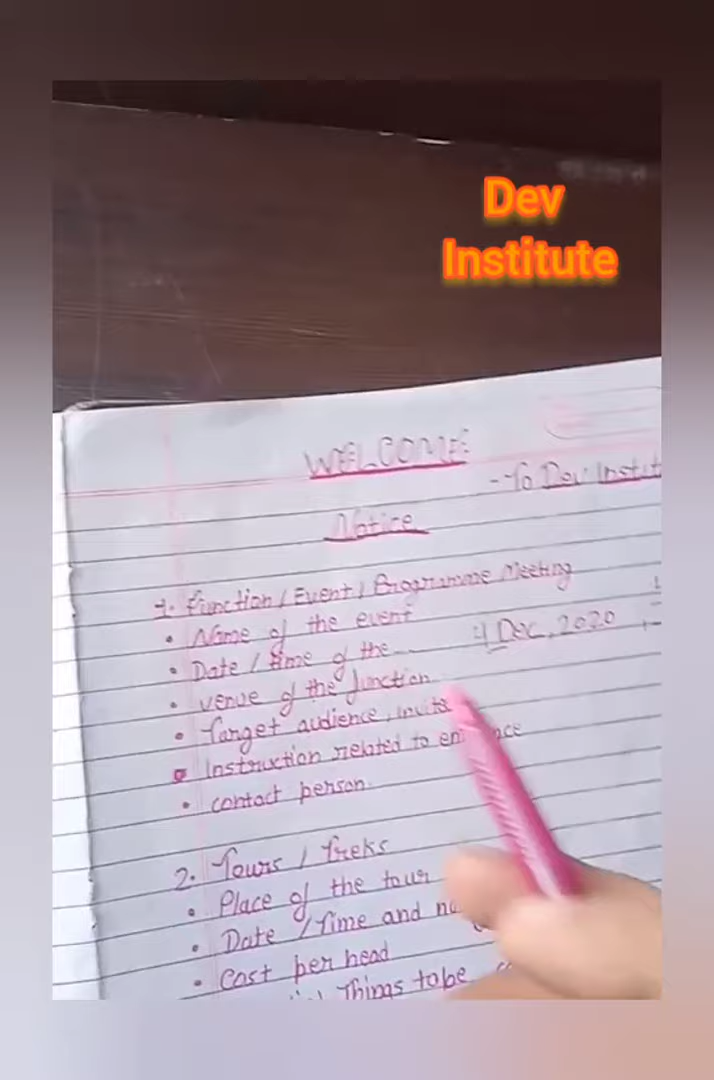 Dev
Institute
WELCOME
- To Dev Instit
Notice
1. Function / Event / Programme Meeting
• Name of the event
• Date / time of the 4 Dec, 2020
• venue of the function
• Target audience, invite
• Instruction related to en nce
• contact person.
2. Tours / Treks
• Place of the tour
• Date / Time and
• Cost per head
Things to be